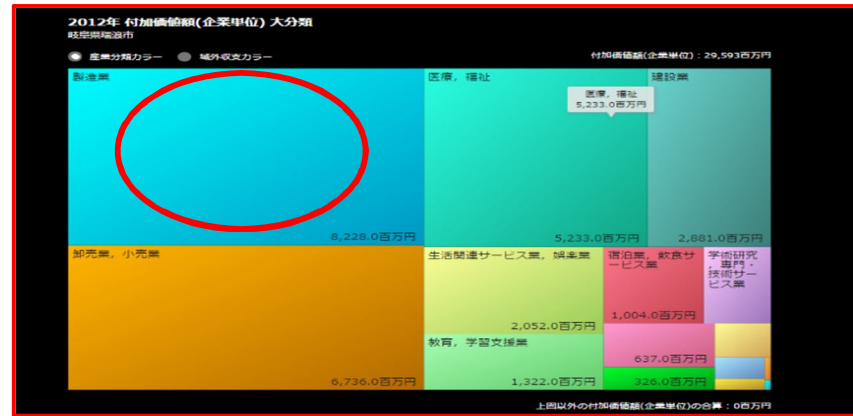 2012年 付加価値額(企業単位) 大分類
岐阜県瑞浪市
産業分類カラー 域外収支カラー
付加価値額(企業単位):29,593百万円
製造業
8,228.0百万円
医療,福祉
5,233.0百万円
医療,福祉
5,233.0百万円
建設業
2,881.0百万円
卸売業,小売業
6,736.0百万円
生活関連サービス業,娯楽業
2,052.0百万円
宿泊業,飲食サ
ービス業
1,004.0百万円
学術研究
,専門・
技術サー
ビス業
教育,学習支援業
1,322.0百万円
637.0百万円
326.0百万円
上図以外の付加価値額(企業単位)の合算:0百万円